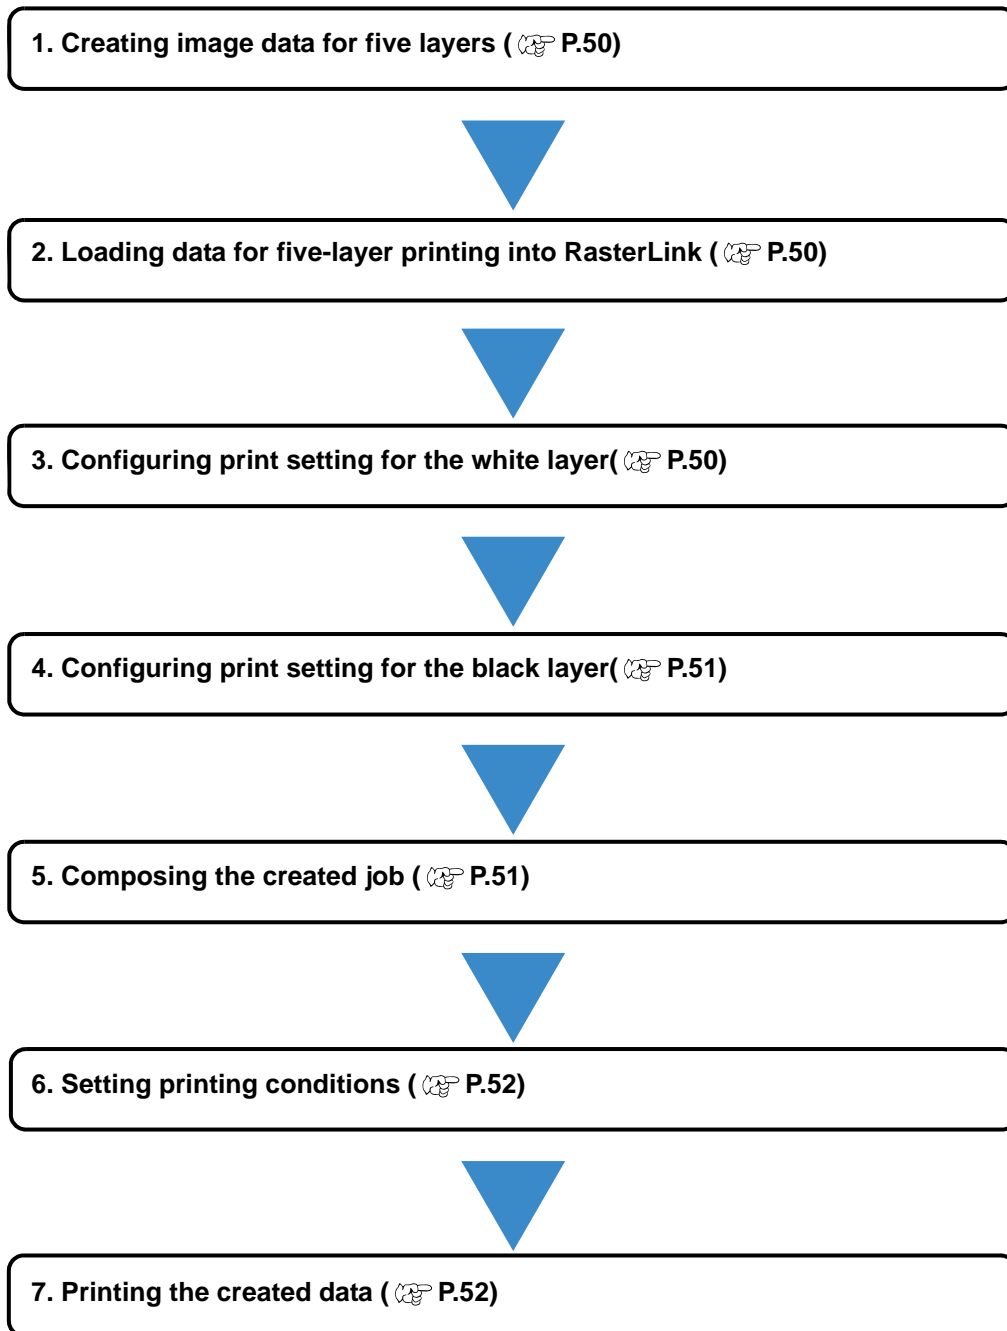 1. Creating image data for five layers ( P.50)
2. Loading data for five-layer printing into RasterLink ( P.50)
3. Configuring print setting for the white layer( P.50)
4. Configuring print setting for the black layer( P.51)
5. Composing the created job ( P.51)
6. Setting printing conditions ( P.52)
7. Printing the created data ( P.52)